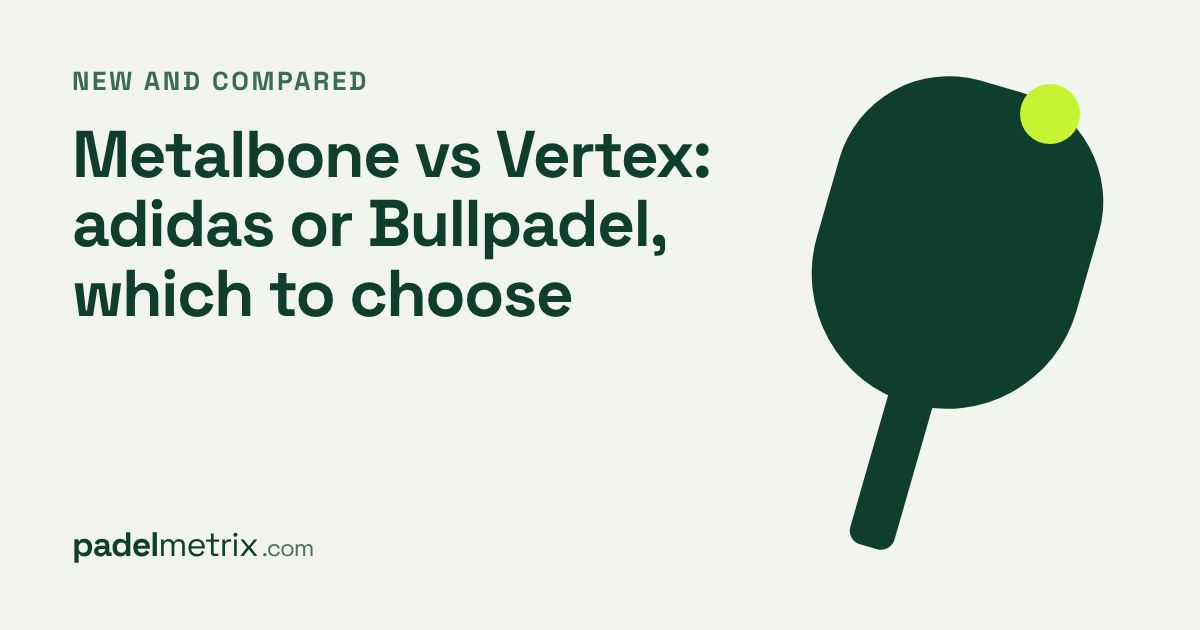 NEW AND COMPARED
Metalbone vs Vertex:
adidas or Bullpadel,
which to choose
padelmetrix.com